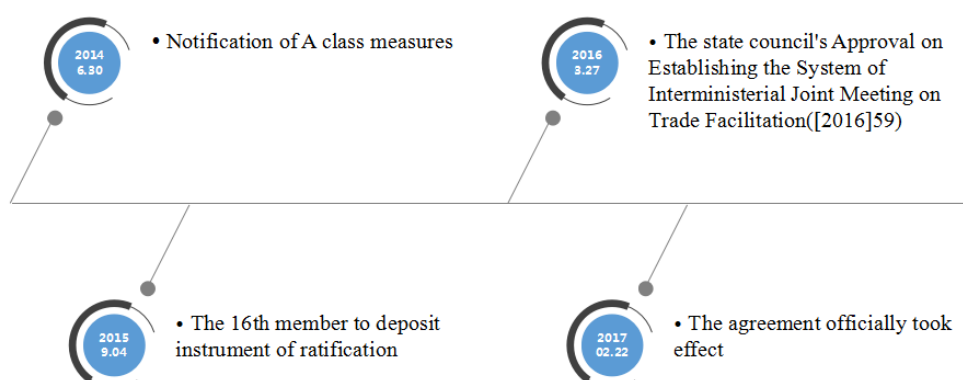 2014
6.30
• Notification of A class measures
2016
3.27
• The state council's Approval on
Establishing the System of
Interministerial Joint Meeting on
Trade Facilitation([2016]59)
2015
9.04
• The 16th member to deposit
instrument of ratification
2017
02.22
• The agreement officially took
effect